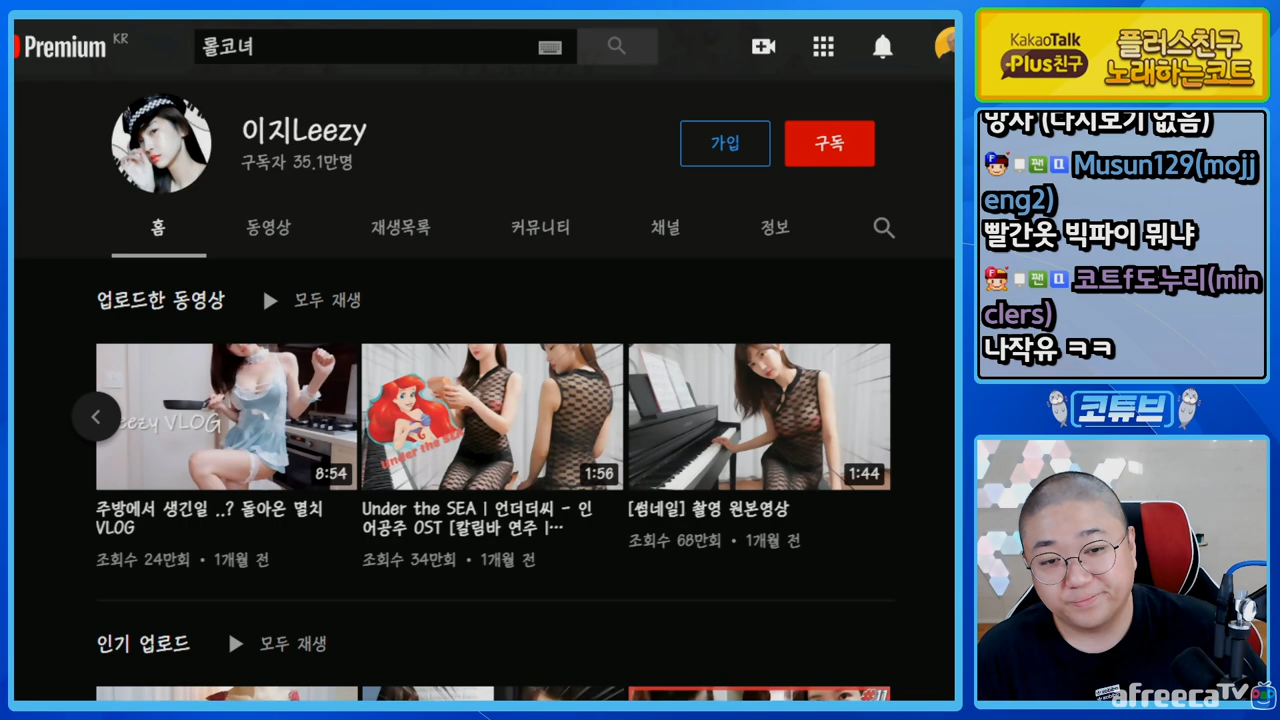 Premium KR
롤코녀
이지Leezy
구독자 35.1만명
가입
구독
홈
동영상
재생목록
커뮤니티
채널
정보
업로드한 동영상
모두 재생
eezy VLOG
8:54
주방에서 생긴일 ..? 돌아온 멸치
VLOG
조회수 24만회 • 1개월 전
Under the SEA
1:56
Under the SEA | 언더더씨 - 인
어공주 OST [칼림바 연주 |…
조회수 34만회 • 1개월 전
1:44
[썸네일] 촬영 원본영상
조회수 68만회 • 1개월 전
인기 업로드
모두 재생
#11
KakaoTalk
Plus친구
플러스친구
노래하는코트
망사 (다시보기 없음)
F 팬 Musun129(mojj
eng2)
빨간옷 빅파이 뭐냐
F 팬 코트f도누리(min
clers)
나작유 ㅋㅋ
코튜브
afreecaTV